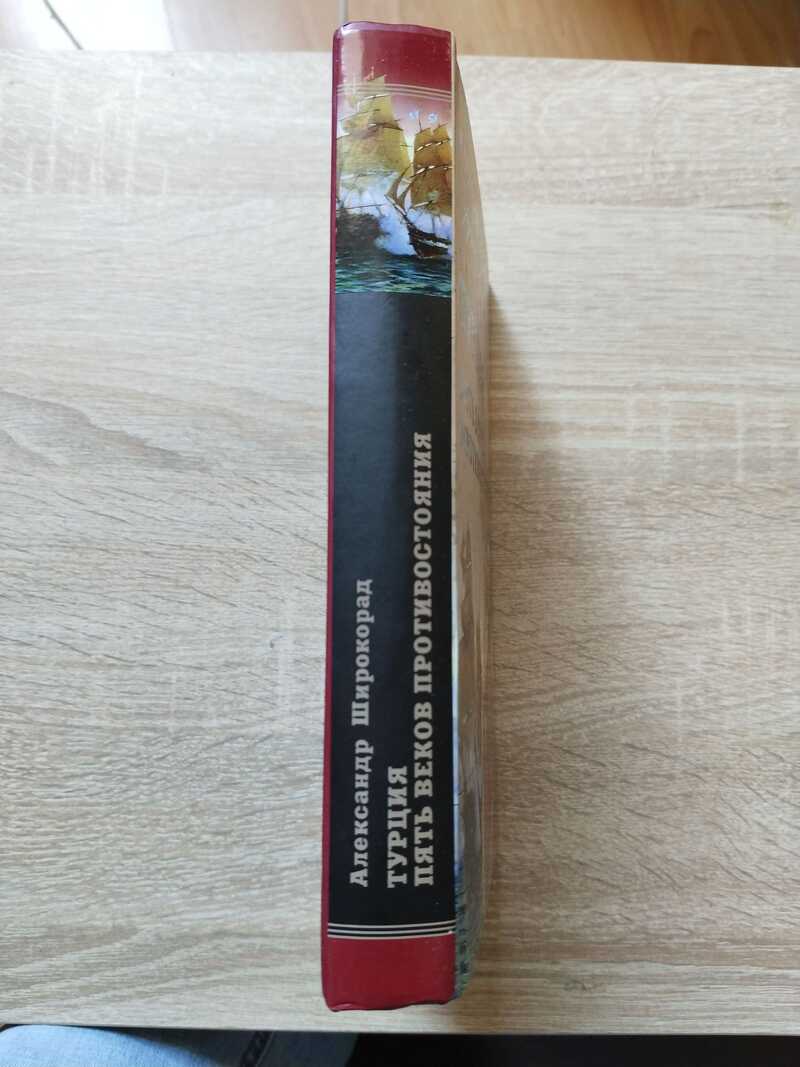 Александр Широкорад
ТУРЦИЯ
ПЯТЬ ВЕКОВ ПРОТИВОСТОЯНИЯ